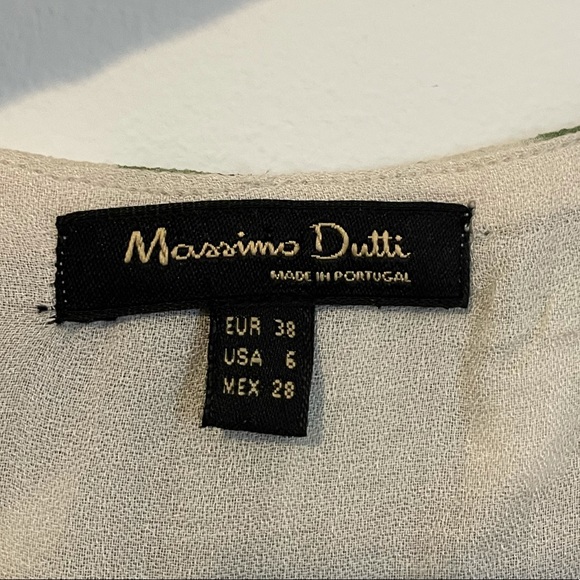 Massimo Dutti
MADE IN PORTUGAL
EUR 38
USA 6
MEX 28